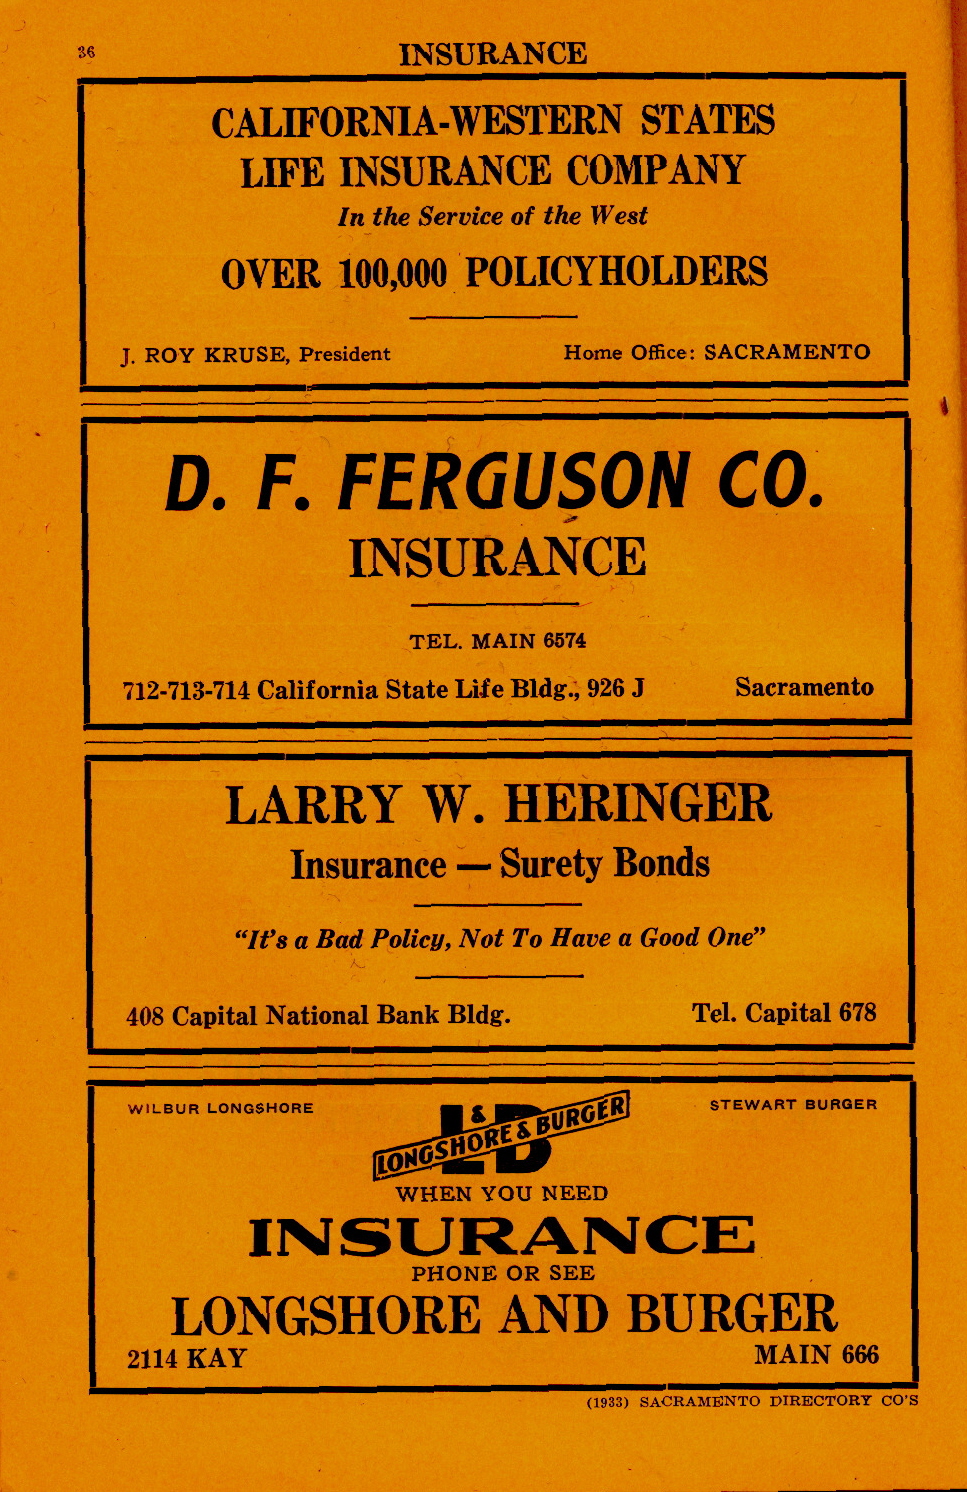 36
INSURANCE
CALIFORNIA-WESTERN STATES
LIFE INSURANCE COMPANY
In the Service of the West
OVER 100,000 POLICYHOLDERS
J. ROY KRUSE, President Home Office: SACRAMENTO
D. F. FERGUSON CO.
INSURANCE
TEL. MAIN 6574
712-713-714 California State Life Bldg., 926 J Sacramento
LARRY W. HERINGER
Insurance — Surety Bonds
"It's a Bad Policy, Not To Have a Good One"
408 Capital National Bank Bldg. Tel. Capital 678
WILBUR LONGSHORE STEWART BURGER
L & B
LONGSHORE & BURGER
WHEN YOU NEED
INSURANCE
PHONE OR SEE
LONGSHORE AND BURGER
2114 KAY MAIN 666
(1933) SACRAMENTO DIRECTORY CO'S